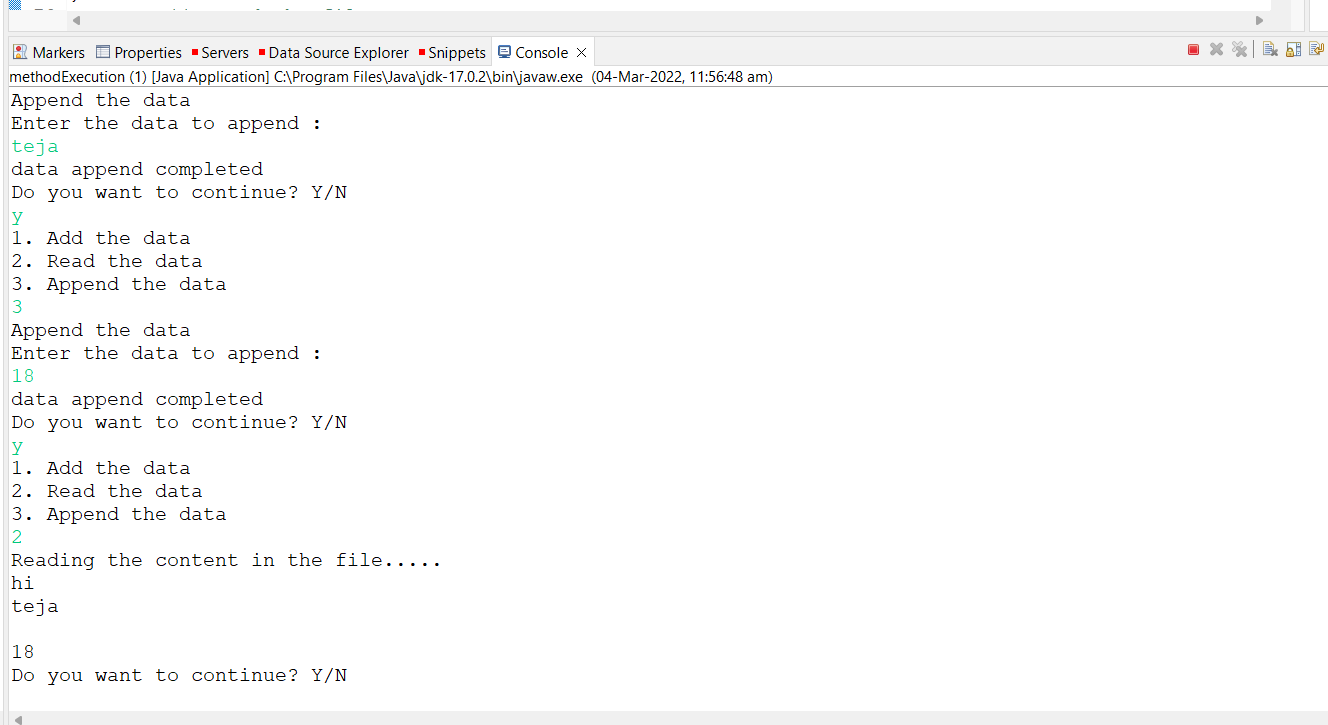 Markers Properties Servers Data Source Explorer Snippets Console
methodExecution (1) [Java Application] C:\Program Files\Java\jdk-17.0.2\bin\javaw.exe (04-Mar-2022, 11:56:48 am)
Append the data
Enter the data to append :
teja
data append completed
Do you want to continue? Y/N
y
1. Add the data
2. Read the data
3. Append the data
3
Append the data
Enter the data to append :
18
data append completed
Do you want to continue? Y/N
y
1. Add the data
2. Read the data
3. Append the data
2
Reading the content in the file.....
hi
teja
18
Do you want to continue? Y/N